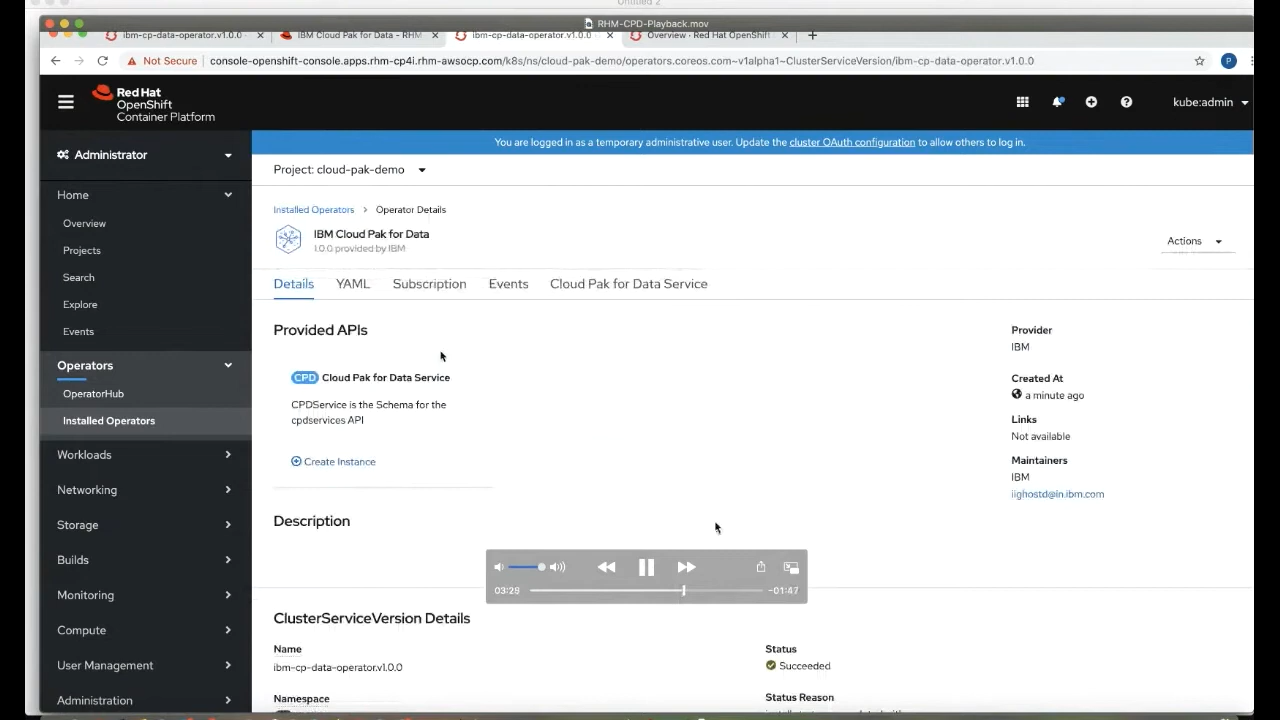 Untitled 2
RHM-CPD-Playback.mov
ibm-cp-data-operator.v1.0.0
IBM Cloud Pak for Data - RHM
ibm-cp-data-operator.v1.0.0
Overview · Red Hat OpenShift
Not Secure
console-openshift-console.apps.rhm-cp4i.rhm-awsocp.com/k8s/ns/cloud-pak-demo/operators.coreos.com~v1alpha1~ClusterServiceVersion/ibm-cp-data-operator.v1.0.0
P
Red Hat
OpenShift
Container Platform
kube:admin
Administrator
You are logged in as a temporary administrative user. Update the cluster OAuth configuration to allow others to log in.
Project: cloud-pak-demo
Home
Overview
Projects
Search
Explore
Events
Operators
OperatorHub
Installed Operators
Workloads
Networking
Storage
Builds
Monitoring
Compute
User Management
Administration
Installed Operators > Operator Details
IBM Cloud Pak for Data
1.0.0 provided by IBM
Actions
Details
YAML
Subscription
Events
Cloud Pak for Data Service
Provided APIs
CPD Cloud Pak for Data Service
CPDService is the Schema for the
cpdservices API
Create Instance
Provider
IBM
Created At
a minute ago
Links
Not available
Maintainers
IBM
iighostd@in.ibm.com
Description
03:28
-01:47
ClusterServiceVersion Details
Name
ibm-cp-data-operator.v1.0.0
Namespace
Status
Succeeded
Status Reason